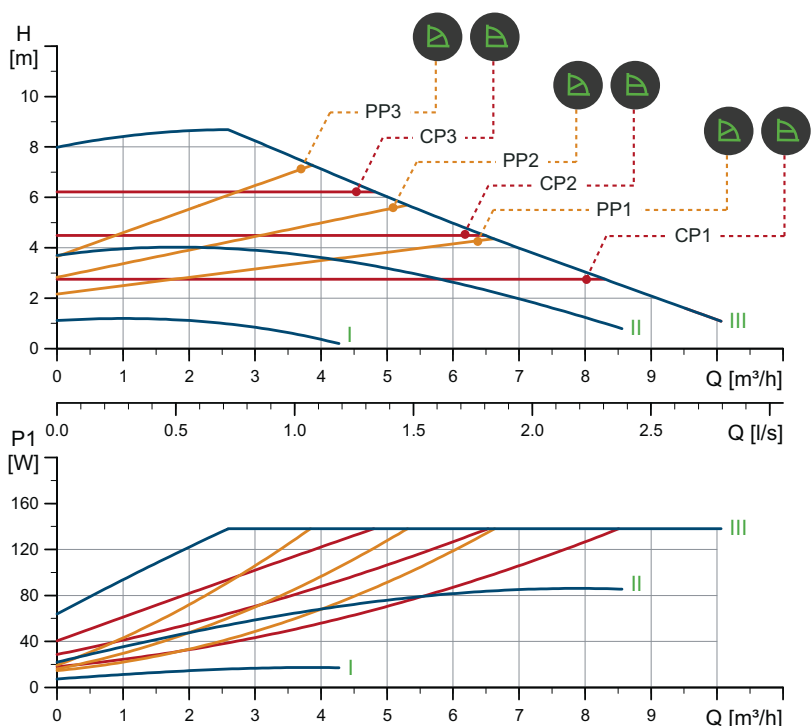 H
[m]
10
8
6
4
2
0
PP3
CP3
PP2
CP2
PP1
CP1
I
II
III
0 1 2 3 4 5 6 7 8 9 Q [m³/h]
0.0 0.5 1.0 1.5 2.0 2.5 Q [l/s]
P1
[W]
160
120
80
40
0
III
II
I
0 1 2 3 4 5 6 7 8 9 Q [m³/h]